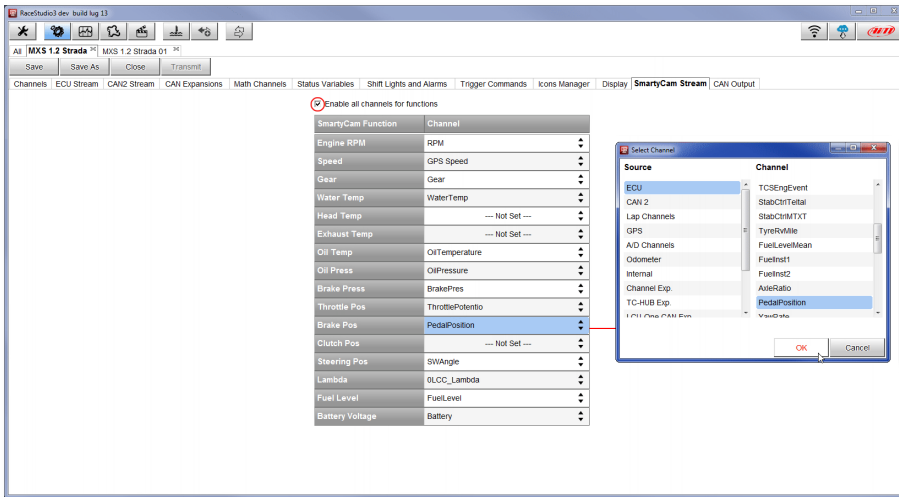 RaceStudio3 dev build lug 13
AiM
All MXS 1.2 Strada MXS 1.2 Strada 01
Save Save As Close Transmit
Channels ECU Stream CAN2 Stream CAN Expansions Math Channels Status Variables Shift Lights and Alarms Trigger Commands Icons Manager Display SmartyCam Stream CAN Output
Enable all channels for functions
SmartyCam Function Channel
Engine RPM RPM
Speed GPS Speed
Gear Gear
Water Temp WaterTemp
Head Temp --- Not Set ---
Exhaust Temp --- Not Set ---
Oil Temp OilTemperature
Oil Press OilPressure
Brake Press BrakePres
Throttle Pos ThrottlePotentio
Brake Pos PedalPosition
Clutch Pos --- Not Set ---
Steering Pos SWAngle
Lambda 0LCC_Lambda
Fuel Level FuelLevel
Battery Voltage Battery
Select Channel
Source Channel
ECU TCSEngEvent
CAN 2 StabCtrlTeltal
Lap Channels StabCtrlMTXT
GPS TyreRvMile
A/D Channels FuelLevelMean
Odometer FuelInst1
Internal FuelInst2
Channel Exp. AxleRatio
TC-HUB Exp. PedalPosition
LCU One CAN Exp YawRate
OK Cancel